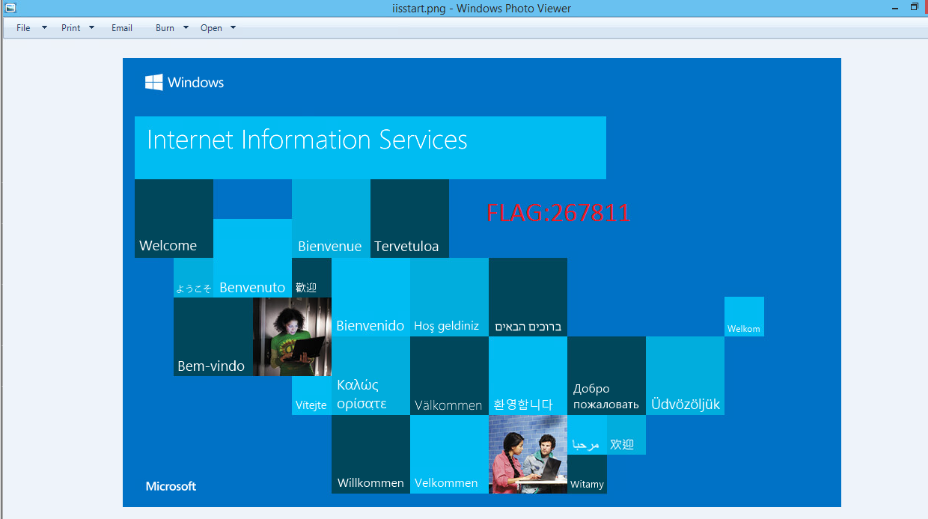 iisstart.png - Windows Photo Viewer
File Print Email Burn Open
Windows
Internet Information Services
FLAG:267811
Welcome
Bienvenue
Tervetuloa
ようこそ
Benvenuto
歡迎
Bienvenido
Hoş geldiniz
ברוכים הבאים
Welkom
Bem-vindo
Vítejte
Καλώς
ορίσατε
Välkommen
환영합니다
Добро
пожаловать
Üdvözöljük
مرحبا
欢迎
Willkommen
Velkommen
Witamy
Microsoft